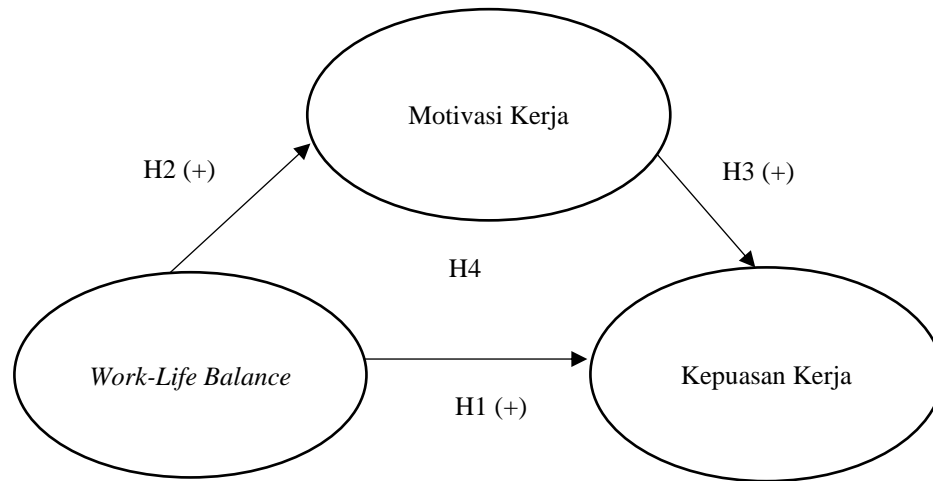 Motivasi Kerja
H2 (+)
H3 (+)
H4
Work-Life Balance
Kepuasan Kerja
H1 (+)